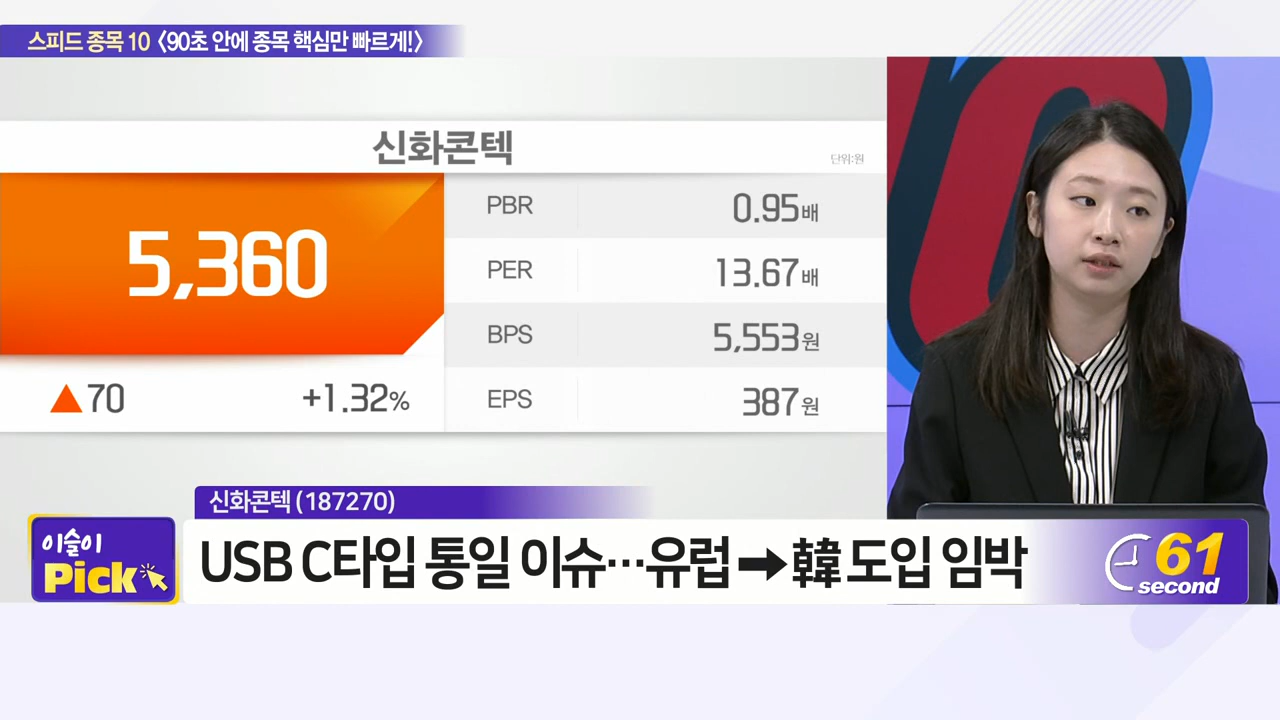 스피드 종목 10 <90초 안에 종목 핵심만 빠르게!>
신화콘텍
단위:원
5,360
▲70 +1.32%
PBR 0.95배
PER 13.67배
BPS 5,553원
EPS 387원
신화콘텍 (187270)
이슬이
Pick
USB C타입 통일 이슈…유럽➡韓 도입 임박
61
second